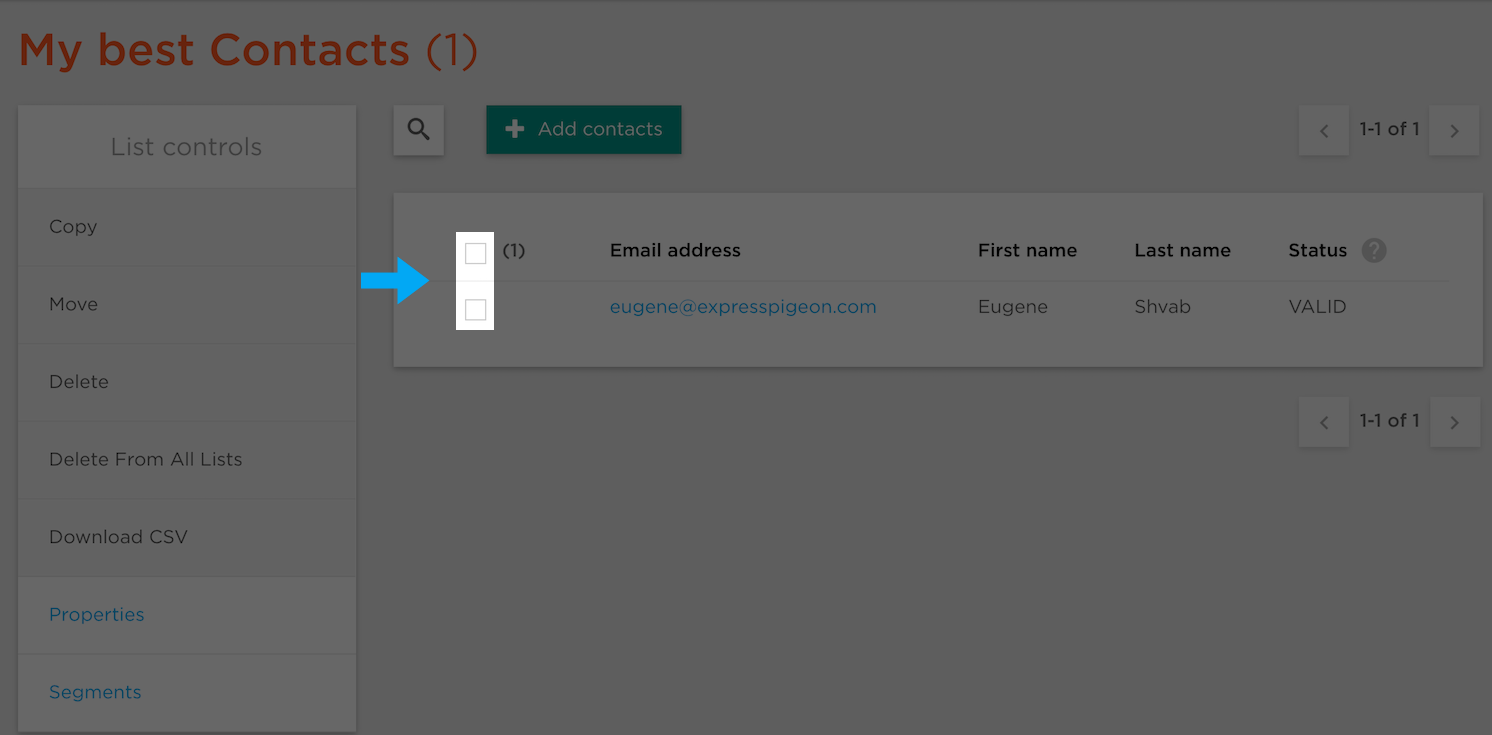 My best Contacts (1)
List controls
Copy
Move
Delete
Delete From All Lists
Download CSV
Properties
Segments
Add contacts
1-1 of 1
(1) Email address First name Last name Status ?
eugene@expresspigeon.com Eugene Shvab VALID
1-1 of 1